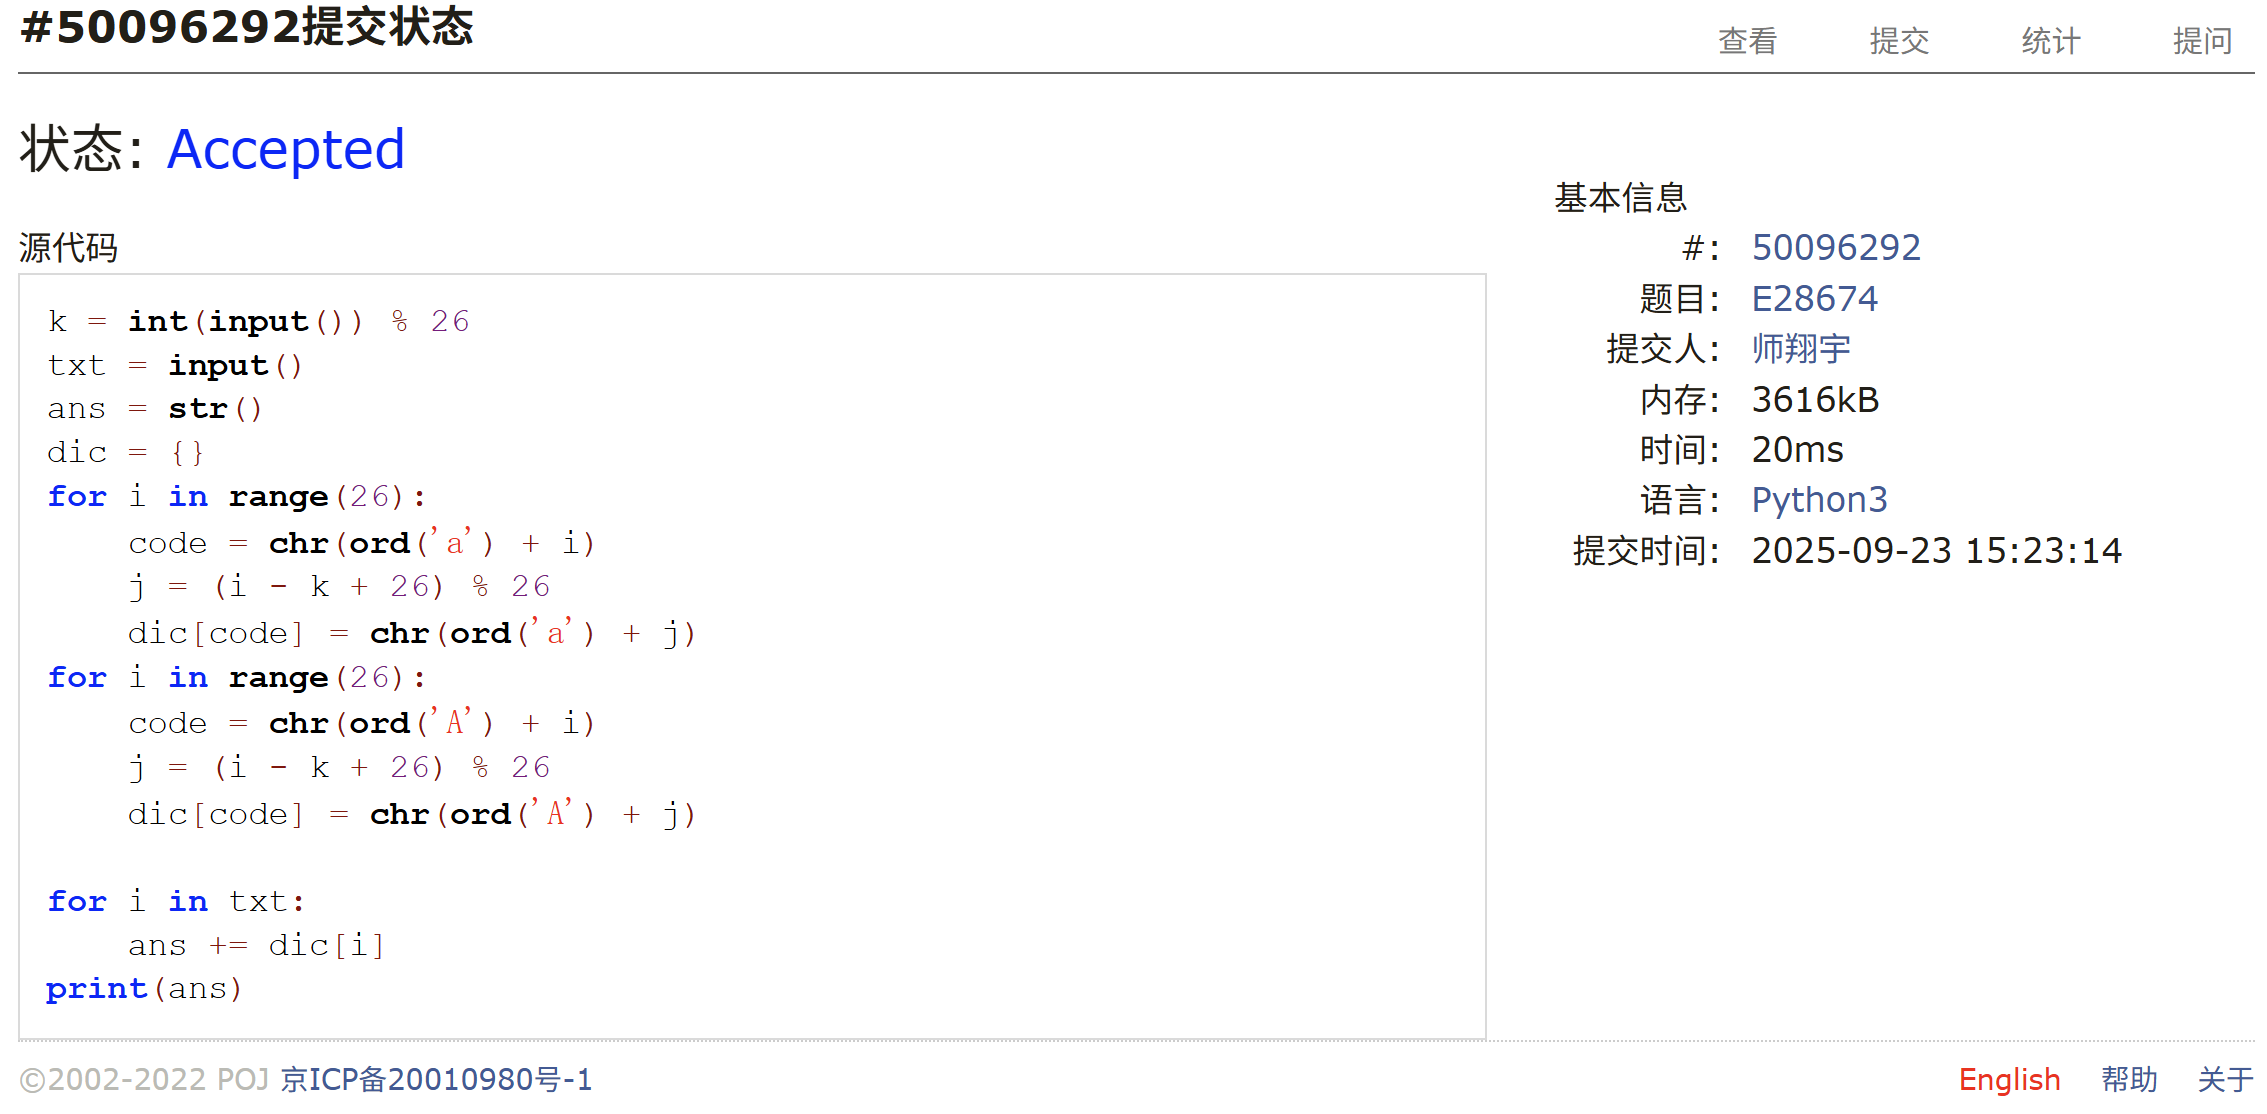 #50096292提交状态
查看 提交 统计 提问
状态: Accepted
源代码
k = int(input()) % 26
txt = input()
ans = str()
dic = {}
for i in range(26):
    code = chr(ord('a') + i)
    j = (i - k + 26) % 26
    dic[code] = chr(ord('a') + j)
for i in range(26):
    code = chr(ord('A') + i)
    j = (i - k + 26) % 26
    dic[code] = chr(ord('A') + j)

for i in txt:
    ans += dic[i]
print(ans)
基本信息
#: 50096292
题目: E28674
提交人: 师翔宇
内存: 3616kB
时间: 20ms
语言: Python3
提交时间: 2025-09-23 15:23:14
©2002-2022 POJ 京ICP备20010980号-1
English 帮助 关于